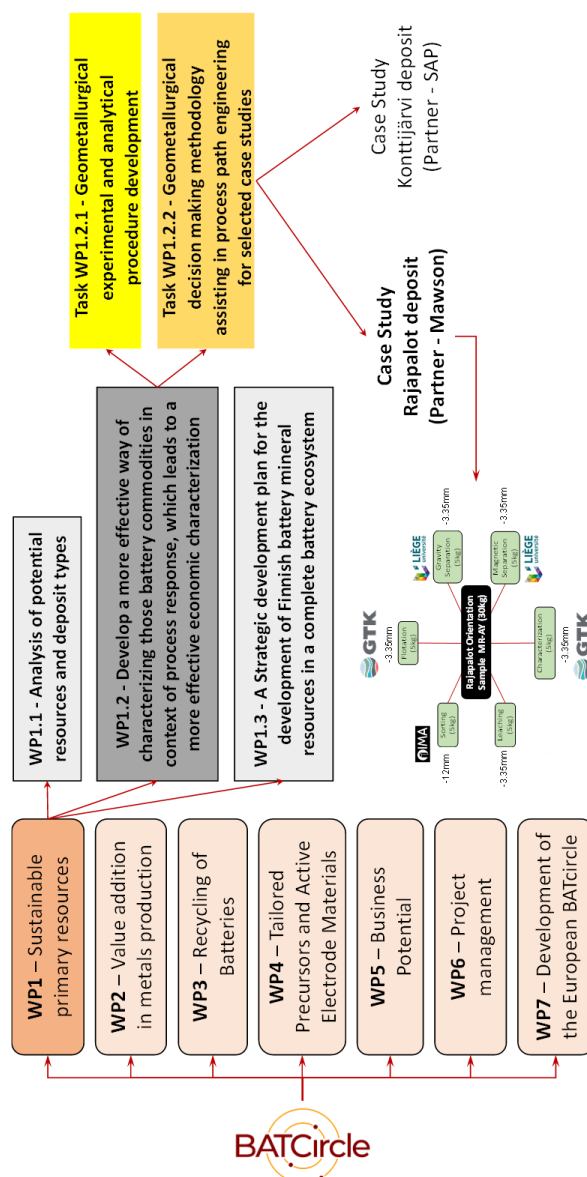 BATCircle
WP1 – Sustainable
primary resources
WP2 – Value addition
in metals production
WP3 – Recycling of
Batteries
WP4 – Tailored
Precursors and Active
Electrode Materials
WP5 – Business
Potential
WP6 – Project
management
WP7 – Development of
the European BATcircle
WP1.1 - Analysis of potential
resources and deposit types
WP1.2 – Develop a more effective way of
characterizing those battery commodities in
context of process response, which leads to a
more effective economic characterization
WP1.3 - A Strategic development plan for the
development of Finnish battery mineral
resources in a complete battery ecosystem
Task WP1.2.1 - Geometallurgical
experimental and analytical
procedure development
Task WP1.2.2 - Geometallurgical
decision making methodology
assisting in process path engineering
for selected case studies
Case Study
Rajapalot deposit
(Partner - Mawson)
Case Study
Konttijärvi deposit
(Partner - SAP)
IMA
-12mm
Sorting
(5kg)
GTK
-3.35mm
Flotation
(5kg)
LIÈGE
université
-3.35mm
Gravity
Separation
(5kg)
Rajapalot Orientation
Sample MR-AY (30kg)
-3.35mm
Leaching
(5kg)
Characterization
(5kg)
-3.35mm
GTK
Magnetic
Separation
(5kg)
-3.35mm
LIÈGE
université